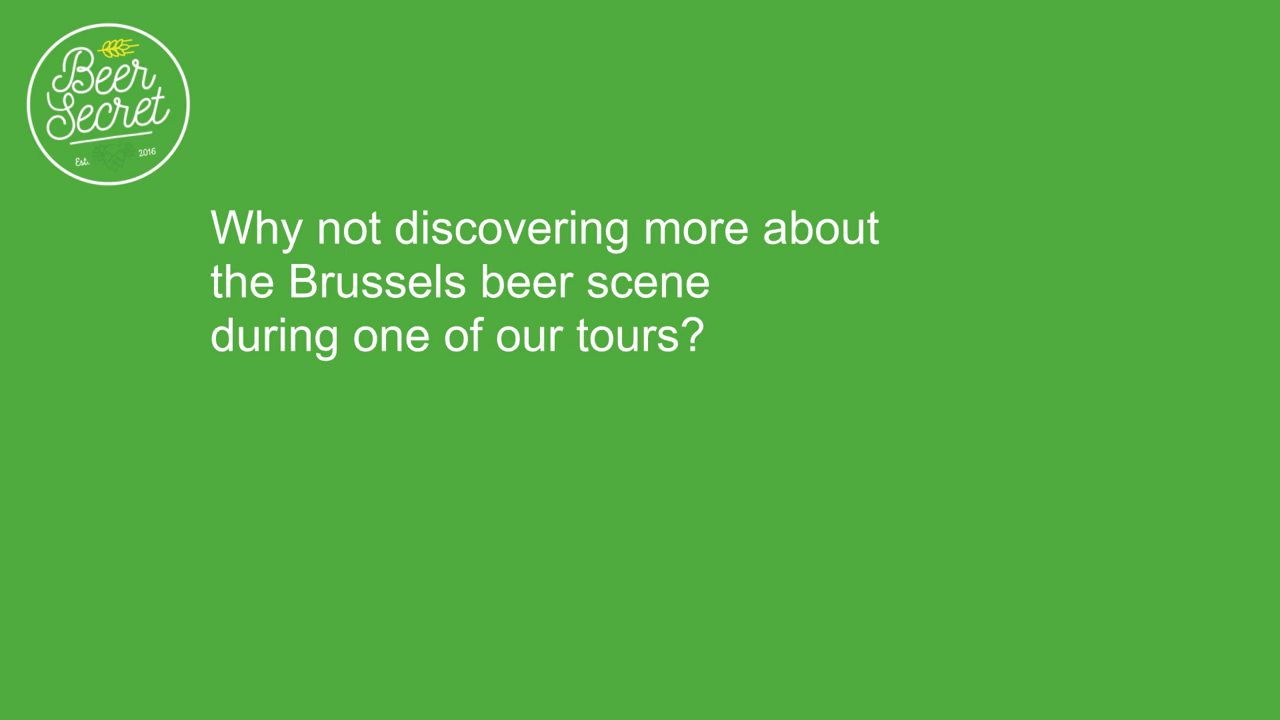 Beer
Secret
Est. 2016
Why not discovering more about
the Brussels beer scene
during one of our tours?